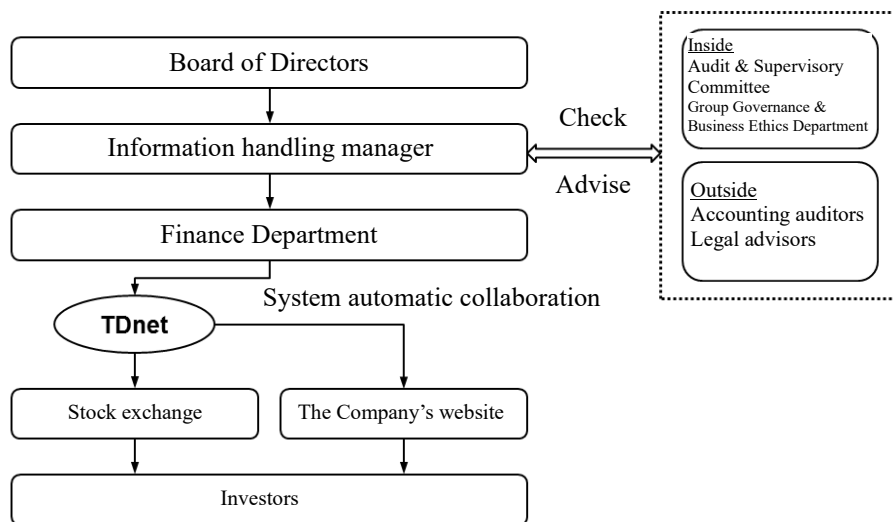 Board of Directors
Information handling manager
Check
Advise
Inside
Audit & Supervisory
Committee
Group Governance &
Business Ethics Department
Outside
Accounting auditors
Legal advisors
Finance Department
System automatic collaboration
TDnet
Stock exchange
The Company’s website
Investors